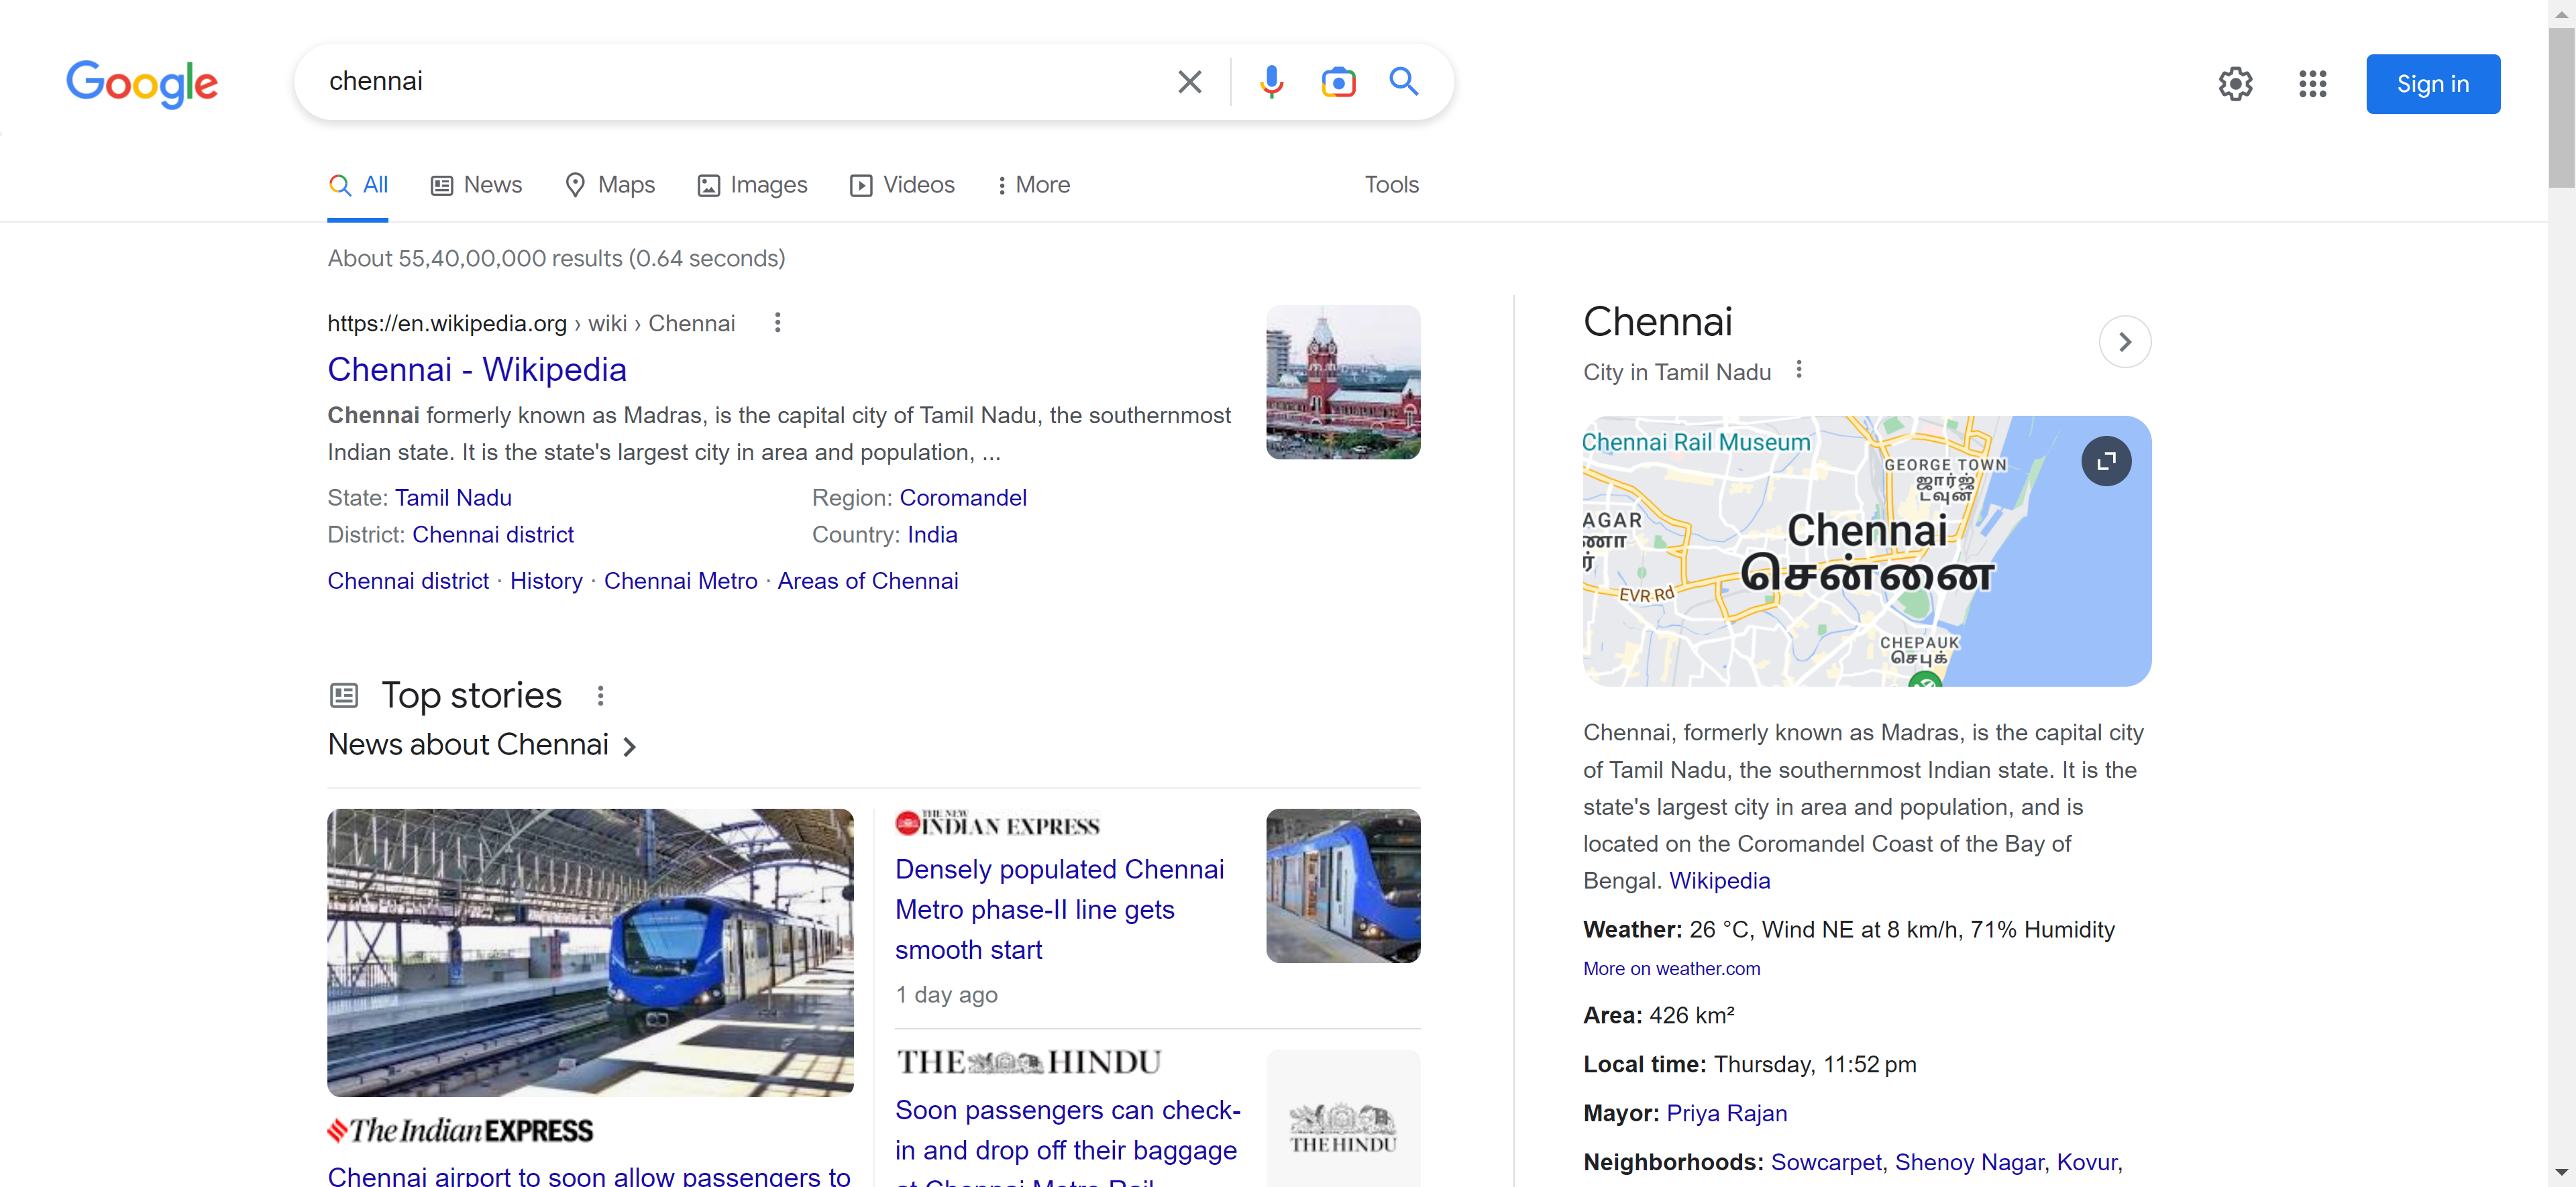 Google
chennai
Sign in
All
News
Maps
Images
Videos
More
Tools
About 55,40,00,000 results (0.64 seconds)
https://en.wikipedia.org › wiki › Chennai
Chennai - Wikipedia
Chennai formerly known as Madras, is the capital city of Tamil Nadu, the southernmost
Indian state. It is the state's largest city in area and population, ...
State: Tamil Nadu
Region: Coromandel
District: Chennai district
Country: India
Chennai district · History · Chennai Metro · Areas of Chennai
Top stories
News about Chennai
THE NEW
INDIAN EXPRESS
Densely populated Chennai
Metro phase-II line gets
smooth start
1 day ago
THE HINDU
Soon passengers can check-
in and drop off their baggage
at Chennai Metro Rail
THE HINDU
The Indian EXPRESS
Chennai airport to soon allow passengers to
Chennai
City in Tamil Nadu
Chennai Rail Museum
GEORGE TOWN
ஜார்ஜ்
டவுன்
AGAR
ணா
ர்
Chennai
சென்னை
EVR Rd
CHEPAUK
செபுக்
Chennai, formerly known as Madras, is the capital city
of Tamil Nadu, the southernmost Indian state. It is the
state's largest city in area and population, and is
located on the Coromandel Coast of the Bay of
Bengal. Wikipedia
Weather: 26 °C, Wind NE at 8 km/h, 71% Humidity
More on weather.com
Area: 426 km²
Local time: Thursday, 11:52 pm
Mayor: Priya Rajan
Neighborhoods: Sowcarpet, Shenoy Nagar, Kovur,